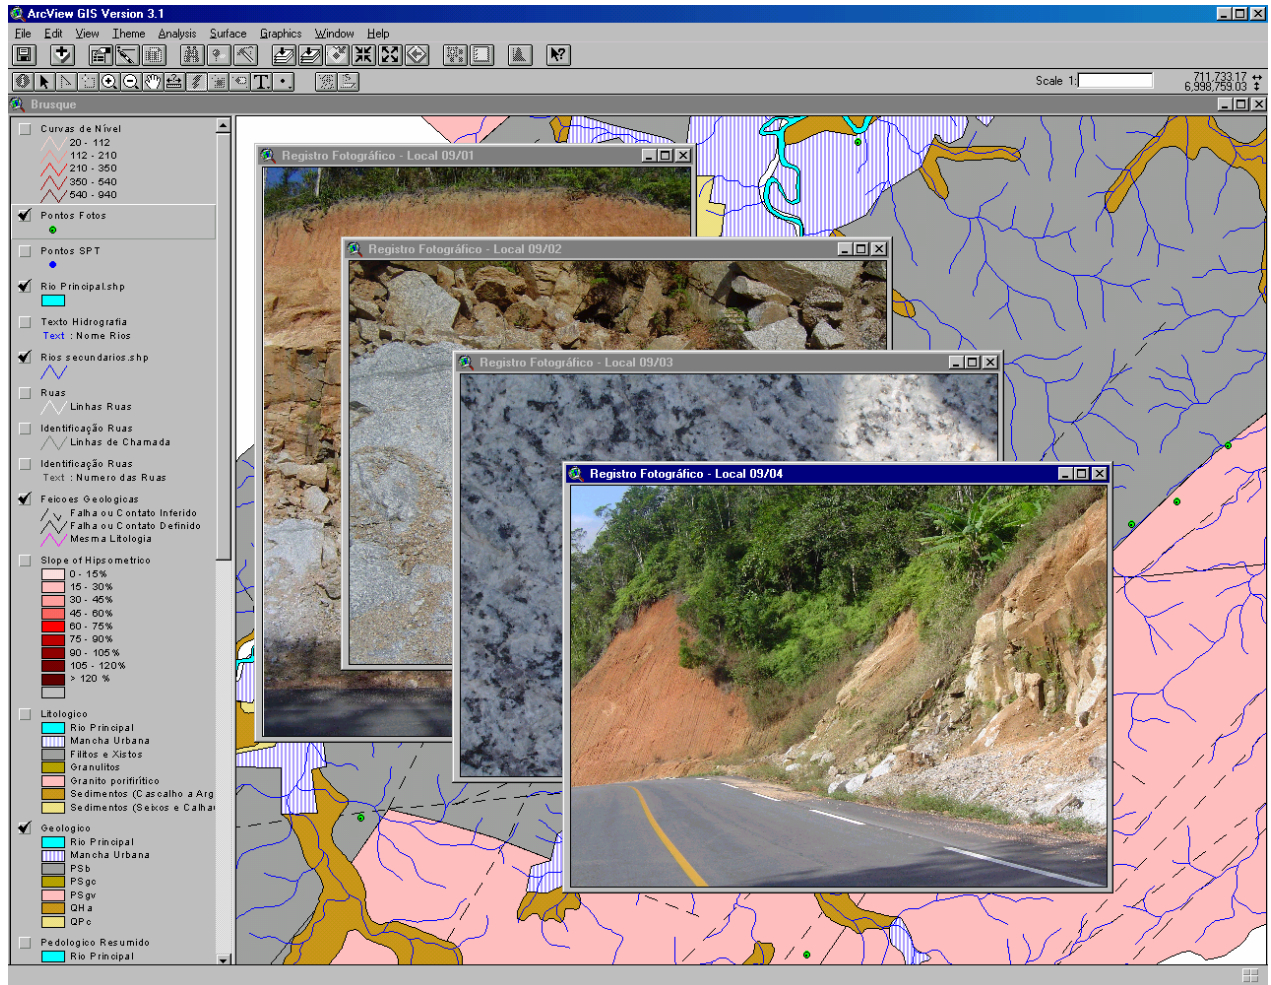 ArcView GIS Version 3.1
File Edit View Theme Analysis Surface Graphics Window Help
Scale 1:
711,733.17
6,998,759.03
Brusque
Curvas de Nível
20 - 112
112 - 210
210 - 350
350 - 540
540 - 940
Pontos Fotos
Pontos SPT
Rio Principal.shp
Texto Hidrografia
Text : Nome Rios
Rios secundarios.shp
Ruas
Linhas Ruas
Identificação Ruas
Linhas de Chamada
Identificação Ruas
Text : Numero das Ruas
Feicoes Geologicas
Falha ou Contato Inferido
Falha ou Contato Definido
Mesma Litologia
Slope of Hipsometrico
0 - 15%
15 - 30%
30 - 45%
45 - 60%
60 - 75%
75 - 90%
90 - 105%
105 - 120%
> 120 %
Litologico
Rio Principal
Mancha Urbana
Filitos e Xistos
Granulitos
Granito porifirítico
Sedimentos (Cascalho a Arg
Sedimentos (Seixos e Calha
Geologico
Rio Principal
Mancha Urbana
PSb
PSgc
PSgv
QHa
QPc
Pedologico Resumido
Rio Principal
Registro Fotográfico - Local 09/01
Registro Fotográfico - Local 09/02
Registro Fotográfico - Local 09/03
Registro Fotográfico - Local 09/04